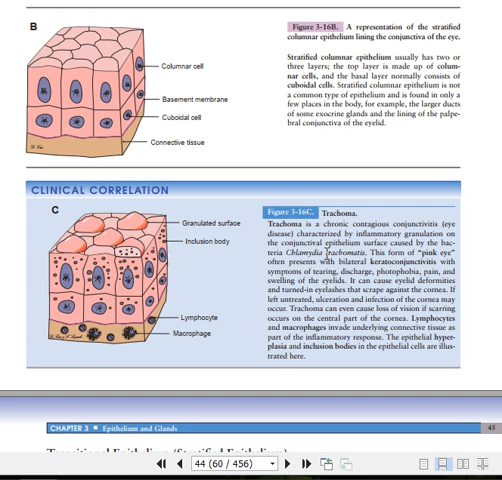 B
Columnar cell
Basement membrane
Cuboidal cell
Connective tissue
Figure 3-16B. A representation of the stratified
columnar epithelium lining the conjunctiva of the eye.
Stratified columnar epithelium usually has two or
three layers; the top layer is made up of colum-
nar cells, and the basal layer normally consists of
cuboidal cells. Stratified columnar epithelium is not
a common type of epithelium and is found in only a
few places in the body, for example, the larger ducts
of some exocrine glands and the lining of the palpe-
bral conjunctiva of the eyelid.
CLINICAL CORRELATION
C
Granulated surface
Inclusion body
Lymphocyte
Macrophage
Figure 3-16C. Trachoma.
Trachoma is a chronic contagious conjunctivitis (eye
disease) characterized by inflammatory granulation on
the conjunctival epithelium surface caused by the bac-
teria Chlamydia trachomatis. This form of "pink eye"
often presents with bilateral keratoconjunctivitis with
symptoms of tearing, discharge, photophobia, pain, and
swelling of the eyelids. It can cause eyelid deformities
and turned-in eyelashes that scrape against the cornea. If
left untreated, ulceration and infection of the cornea may
occur. Trachoma can even cause loss of vision if scarring
occurs on the central part of the cornea. Lymphocytes
and macrophages invade underlying connective tissue as
part of the inflammatory response. The epithelial hyper-
plasia and inclusion bodies in the epithelial cells are illus-
trated here.
CHAPTER 3 ■ Epithelium and Glands 45
Transitional Epithelium (Stratified Epithelium)
44 (60 / 456)